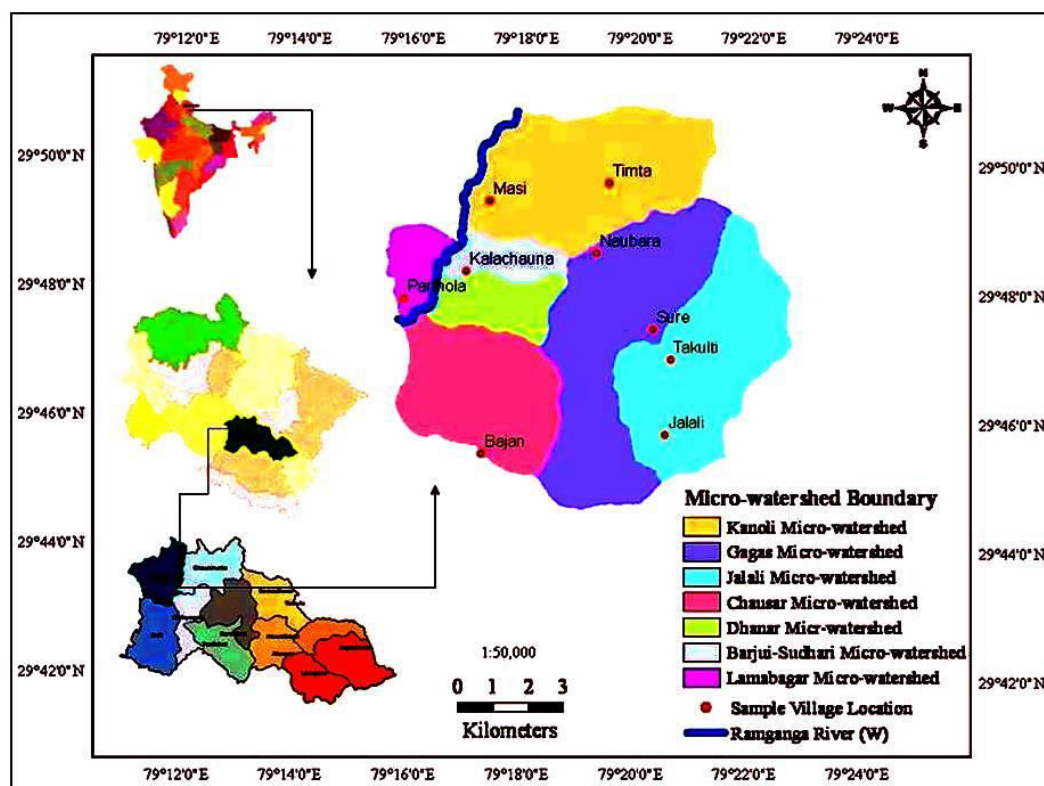 79°12'0"E 79°14'0"E 79°16'0"E 79°18'0"E 79°20'0"E 79°22'0"E 79°24'0"E
N
W E
S
29°50'0"N 29°50'0"N
Timta
Masi
Naubara
Kalachauna
29°48'0"N 29°48'0"N
Sure
Takulti
29°46'0"N 29°46'0"N
Jalali
Bajan
Micro-watershed Boundary
Kanoli Micro-watershed
29°44'0"N 29°44'0"N
Gagas Micro-watershed
Jalali Micro-watershed
Chausar Micro-watershed
Dhanar Micr-watershed
1:50,000
Barjui-Sudhari Micro-watershed
29°42'0"N 29°42'0"N
Lamabagar Micro-watershed
0 1 2 3
Sample Village Location
Kilometers
Ramganga River (W)
79°12'0"E 79°14'0"E 79°16'0"E 79°18'0"E 79°20'0"E 79°22'0"E 79°24'0"E